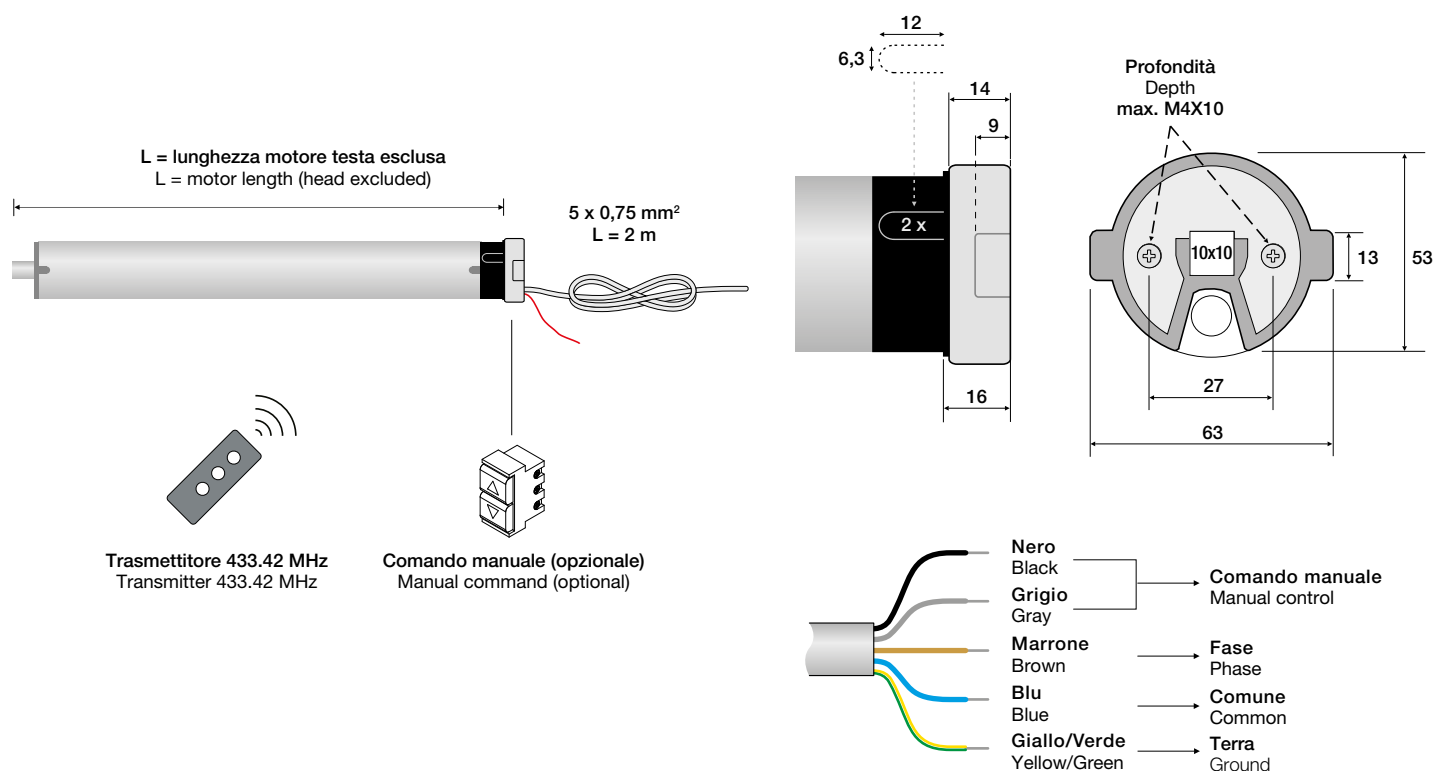 L = lunghezza motore testa esclusa
L = motor length (head excluded)
5 x 0,75 mm²
L = 2 m
Trasmettitore 433.42 MHz
Transmitter 433.42 MHz
Comando manuale (opzionale)
Manual command (optional)
12
6,3
14
9
2 x
16
Profondità
Depth
max. M4X10
10x10
13
53
27
63
Nero
Black
Grigio
Gray
Comando manuale
Manual control
Marrone
Brown
Fase
Phase
Blu
Blue
Comune
Common
Giallo/Verde
Yellow/Green
Terra
Ground